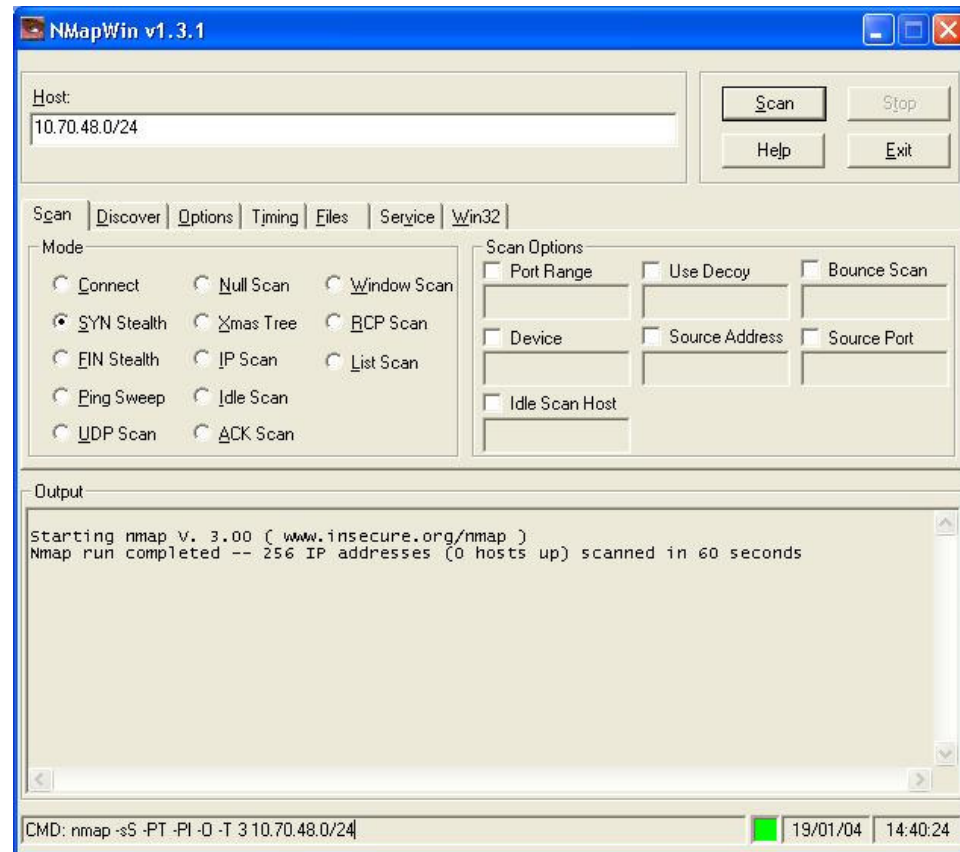 NMapWin v1.3.1
Host:
10.70.48.0/24
Scan
Stop
Help
Exit
Scan Discover Options Timing Files Service Win32
Mode
Connect Null Scan Window Scan
SYN Stealth Xmas Tree RCP Scan
FIN Stealth IP Scan List Scan
Ping Sweep Idle Scan
UDP Scan ACK Scan
Scan Options
Port Range Use Decoy Bounce Scan
Device Source Address Source Port
Idle Scan Host
Output
Starting nmap V. 3.00 ( www.insecure.org/nmap )
Nmap run completed -- 256 IP addresses (0 hosts up) scanned in 60 seconds
CMD: nmap -sS -PT -PI -O -T 3 10.70.48.0/24
19/01/04 14:40:24